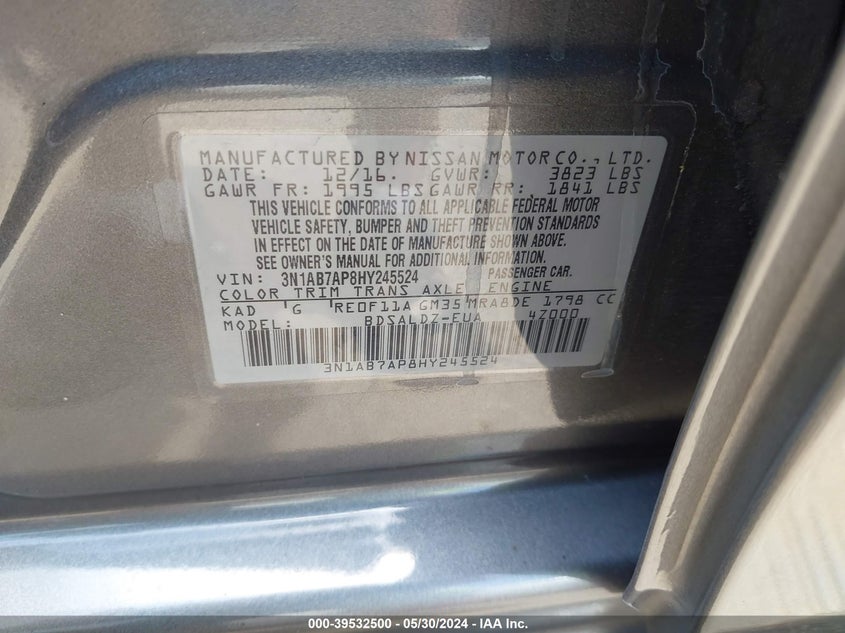 MANUFACTURED BY NISSAN MOTOR CO., LTD.
DATE: 12/16. GVWR: 3823 LBS
GAWR FR: 1995 LBS GAWR RR: 1841 LBS
THIS VEHICLE CONFORMS TO ALL APPLICABLE FEDERAL MOTOR
VEHICLE SAFETY, BUMPER AND THEFT PREVENTION STANDARDS
IN EFFECT ON THE DATE OF MANUFACTURE SHOWN ABOVE.
SEE OWNER'S MANUAL FOR ADDITIONAL INFORMATION.
VIN: 3N1AB7AP8HY245524 PASSENGER CAR.
COLOR TRIM TRANS AXLE ENGINE
KAD G RE0F11A GM35 MRA8DE 1798 CC
MODEL: BDSALDZ-EUA 4Z000
3N1AB7AP8HY245524
000-39532500 - 05/30/2024 - IAA Inc.